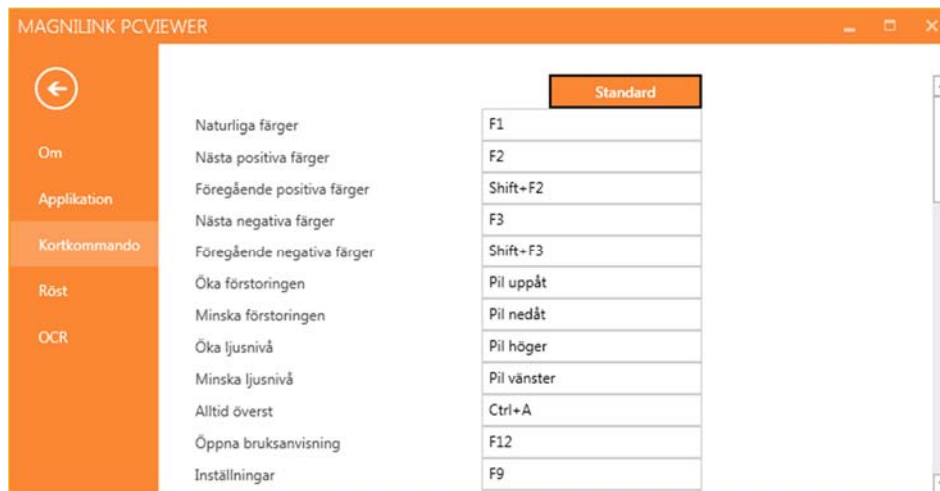 MAGNILINK PCVIEWER
Om
Applikation
Kortkommando
Röst
OCR
Standard
Naturliga färger F1
Nästa positiva färger F2
Föregående positiva färger Shift+F2
Nästa negativa färger F3
Föregående negativa färger Shift+F3
Öka förstoringen Pil uppåt
Minska förstoringen Pil nedåt
Öka ljusnivå Pil höger
Minska ljusnivå Pil vänster
Alltid överst Ctrl+A
Öppna bruksanvisning F12
Inställningar F9